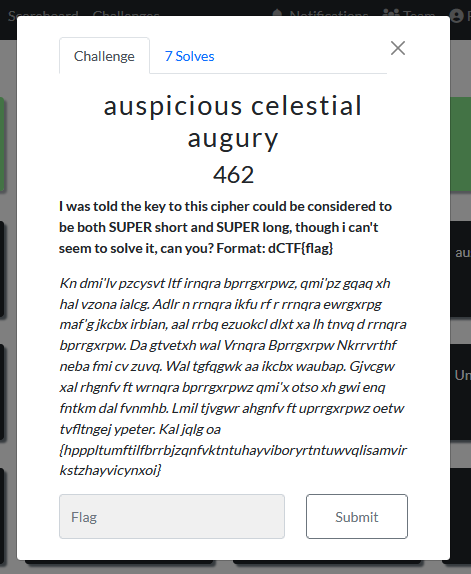 Scoreboard Challenges Notifications Team
Challenge 7 Solves
auspicious celestial
augury
462
I was told the key to this cipher could be considered to
be both SUPER short and SUPER long, though i can't
seem to solve it, can you? Format: dCTF{flag}
Kn dmi'lv pzcysvt ltf irnqra bprrgxrpwz, qmi'pz gqaq xh
hal vzona ialcg. Adlr n rrnqra ikfu rf r rrnqra ewrgxrpg
maf'g jkcbx irbian, aal rrbq ezuokcl dlxt xa lh tnvq d rrnqra
bprrgxrpw. Da gtvetxh wal Vrnqra Bprrgxrpw Nkrrvrthf
neba fmi cv zuvq. Wal tgfqgwk aa ikcbx waubap. Gjvcgw
xal rhgnfv ft wrnqra bprrgxrpwz qmi'x otso xh gwi enq
fntkm dal fvnmhb. Lmil tjvgwr ahgnfv ft uprrgxrpwz oetw
tvfltngej ypeter. Kal jqlg oa
{hpppltumftilfbrrbjzqnfvktntuhayviboryrtntuwvqlisamvir
kstzhayvicynxoi}
Flag Submit
au
Un